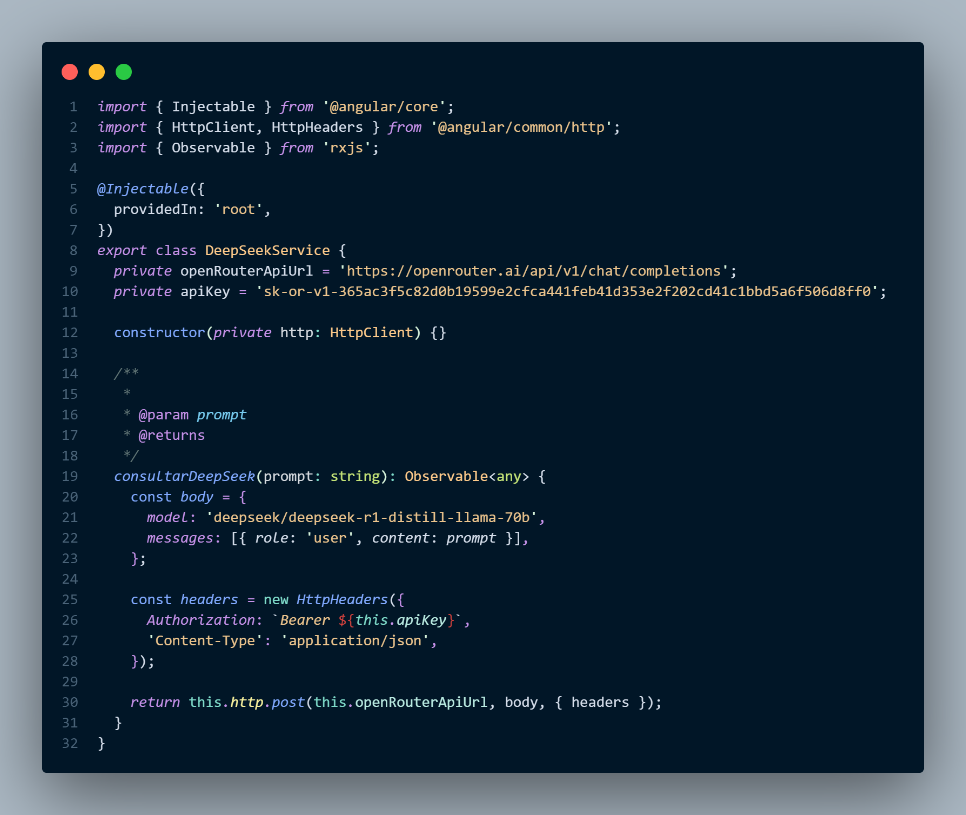 1 import { Injectable } from '@angular/core';
2 import { HttpClient, HttpHeaders } from '@angular/common/http';
3 import { Observable } from 'rxjs';
4
5 @Injectable({
6 providedIn: 'root',
7 })
8 export class DeepSeekService {
9 private openRouterApiUrl = 'https://openrouter.ai/api/v1/chat/completions';
10 private apiKey = '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';
11
12 constructor(private http: HttpClient) {}
13
14 /**
15 *
16 * @param prompt
17 * @returns
18 */
19 consultarDeepSeek(prompt: string): Observable<any> {
20 const body = {
21 model: 'deepseek/deepseek-r1-distill-llama-70b',
22 messages: [{ role: 'user', content: prompt }],
23 };
24
25 const headers = new HttpHeaders({
26 Authorization: `Bearer ${this.apiKey}`,
27 'Content-Type': 'application/json',
28 });
29
30 return this.http.post(this.openRouterApiUrl, body, { headers });
31 }
32 }